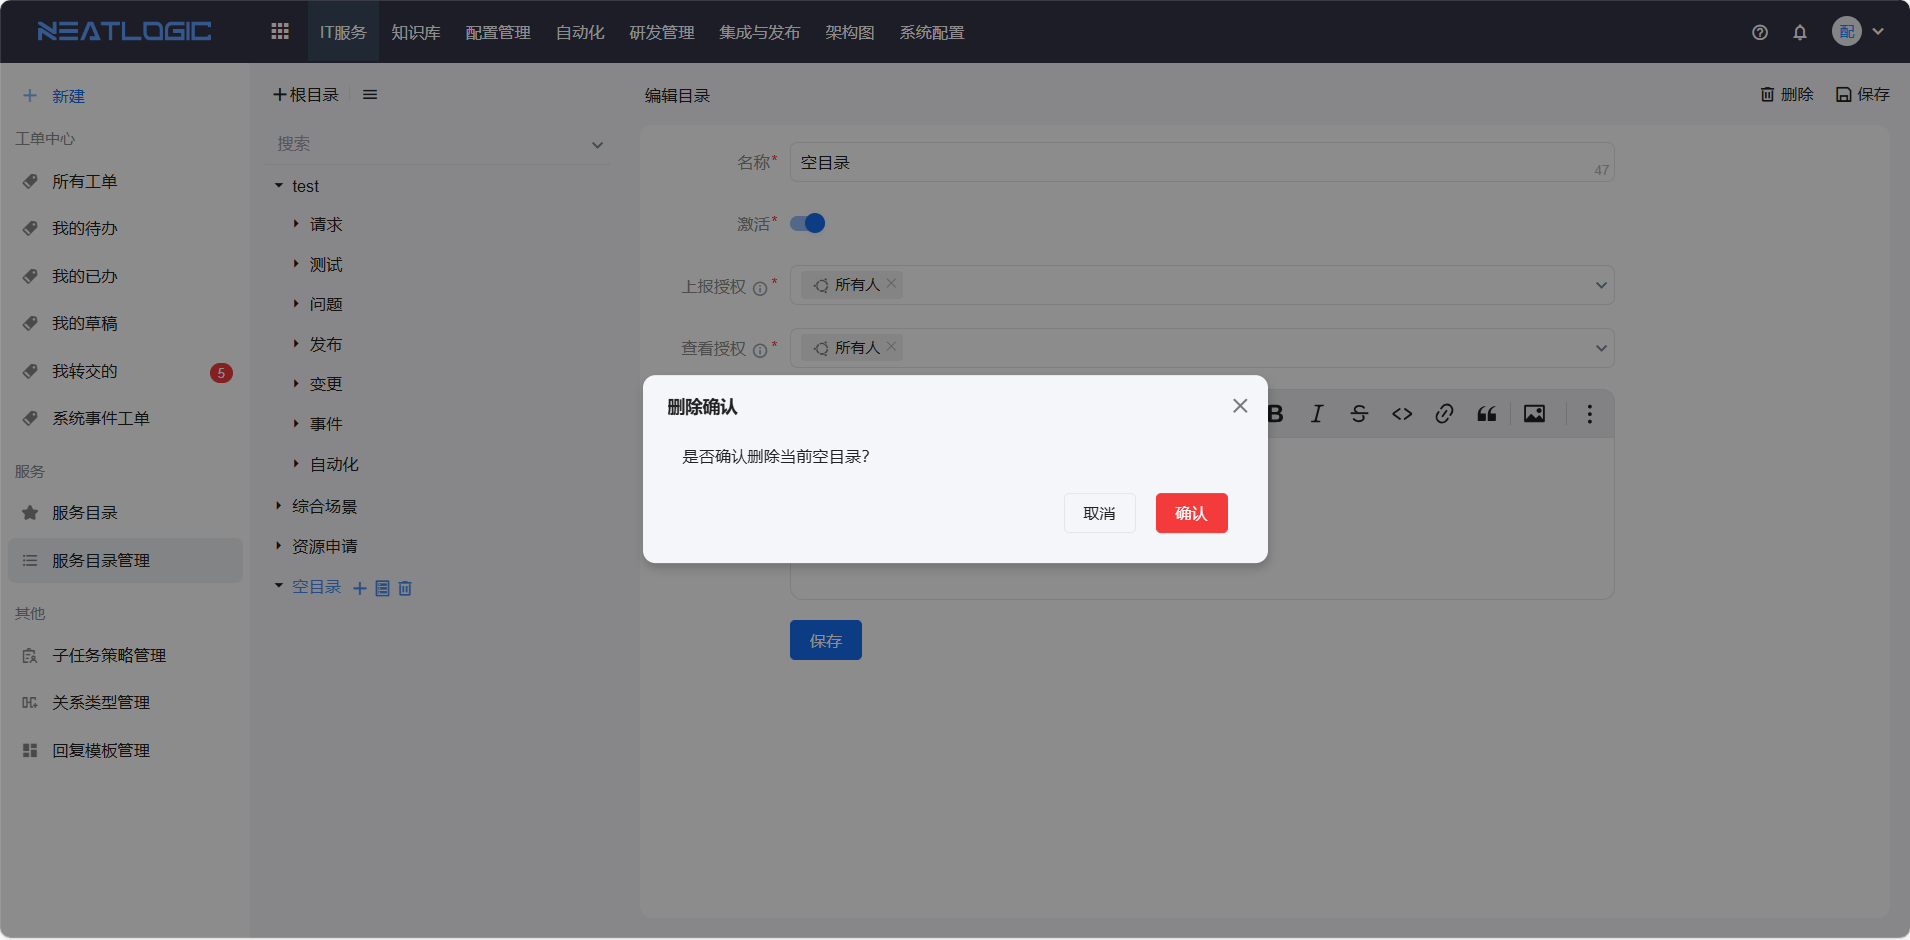 NEATLOGIC
IT服务 知识库 配置管理 自动化 研发管理 集成与发布 架构图 系统配置
配
新建
工单中心
所有工单
我的待办
我的已办
我的草稿
我转交的 5
系统事件工单
服务
服务目录
服务目录管理
其他
子任务策略管理
关系类型管理
回复模板管理
根目录
搜索
test
请求
测试
问题
发布
变更
事件
自动化
综合场景
资源申请
空目录
编辑目录
删除 保存
名称* 空目录 47
激活*
上报授权 * 所有人
查看授权 * 所有人
删除确认
是否确认删除当前空目录?
取消 确认
保存